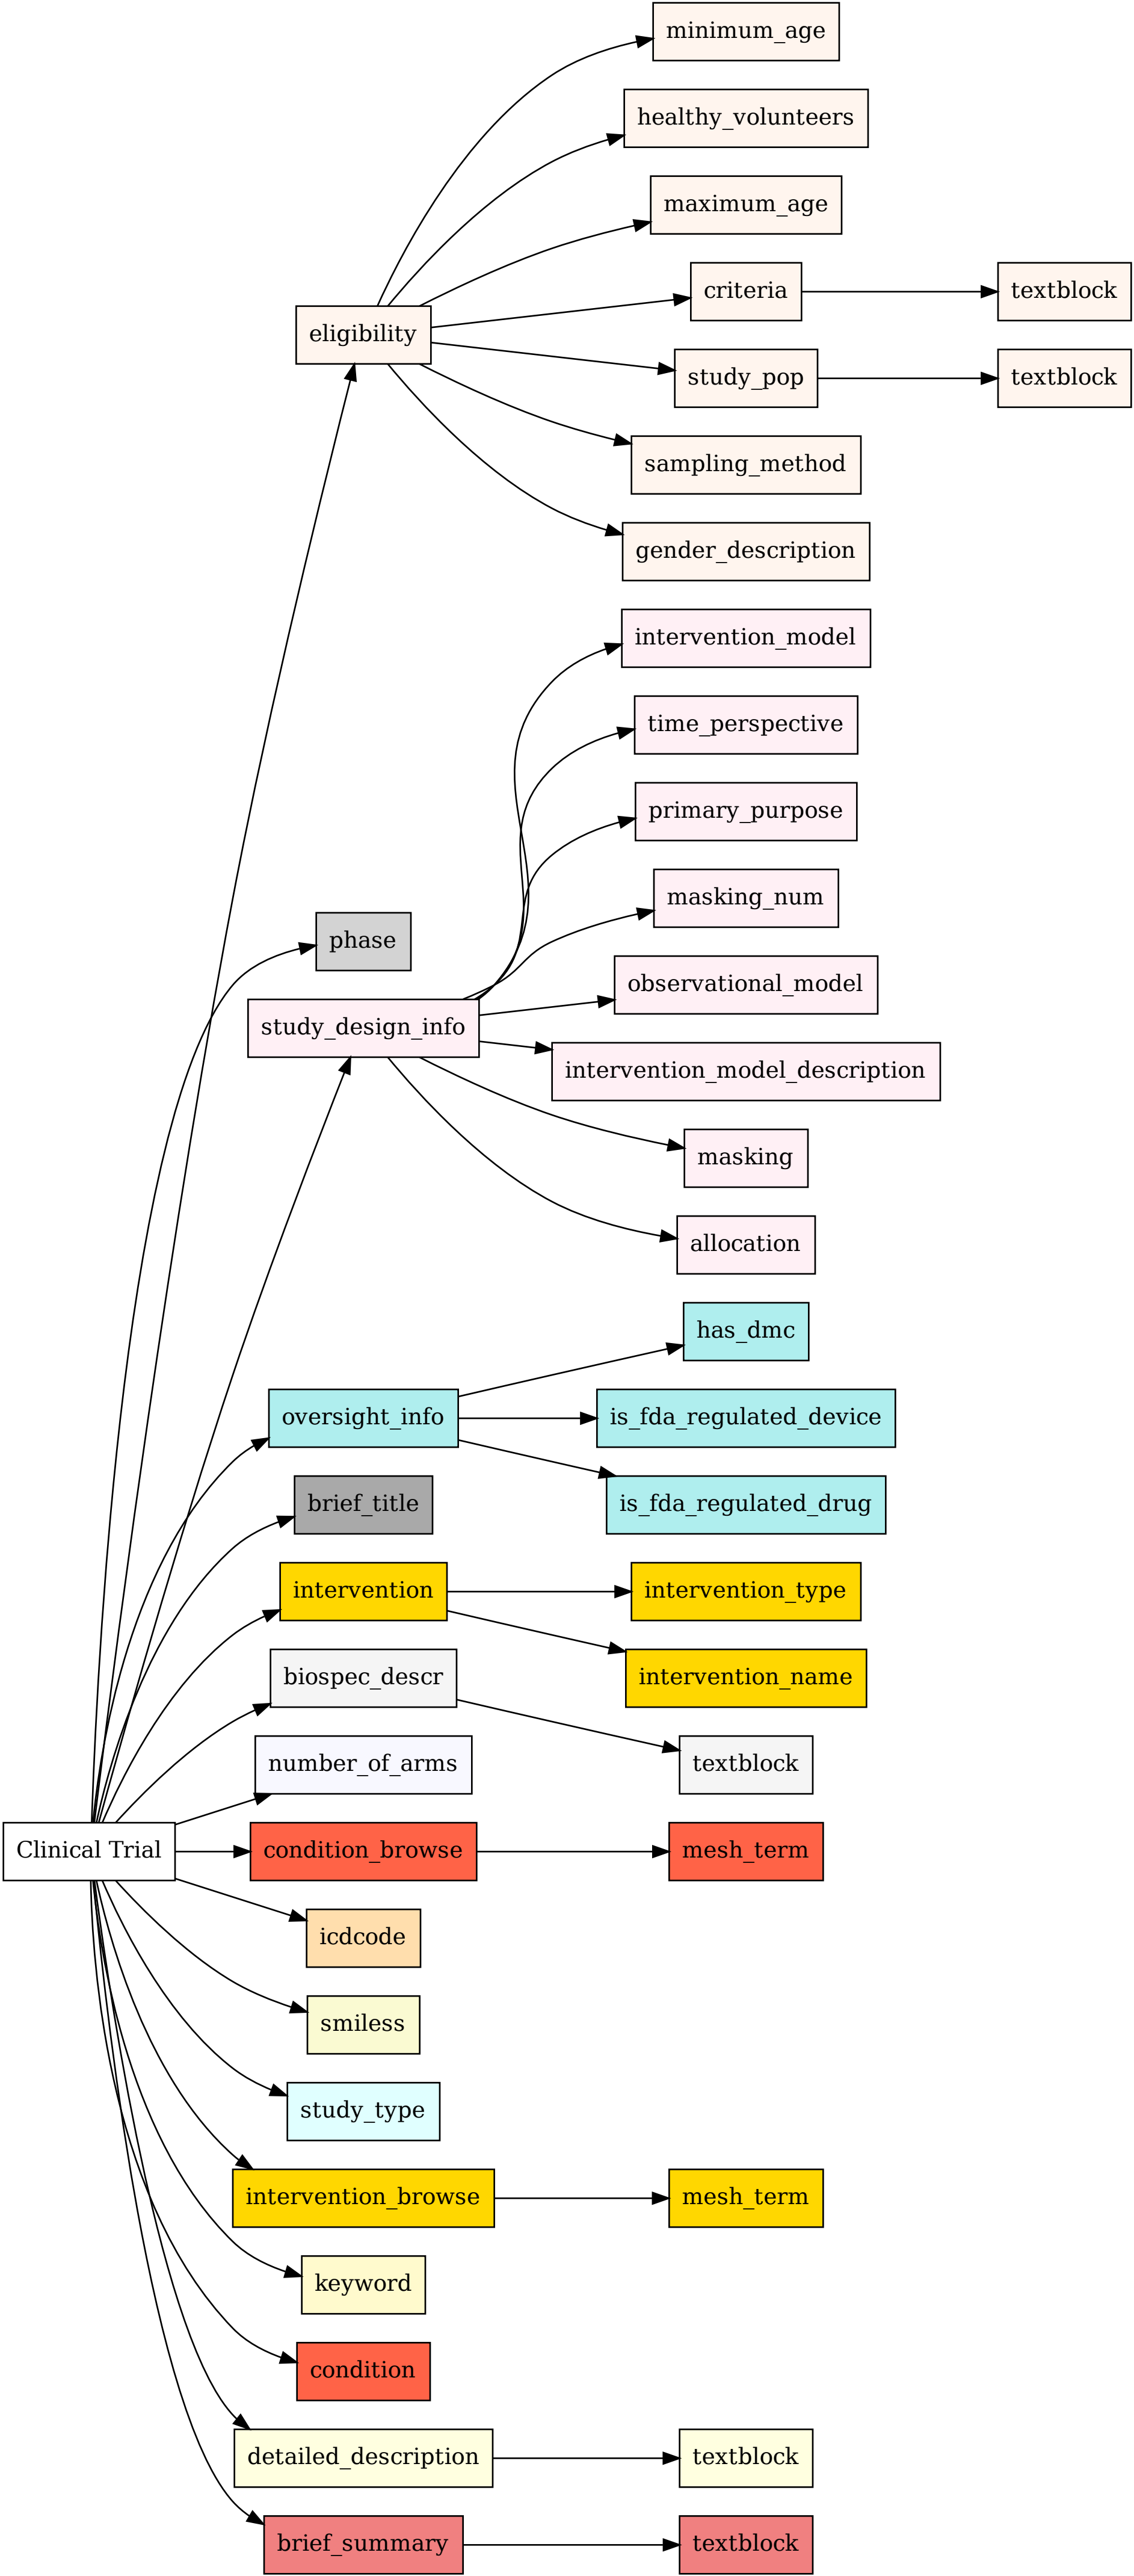 minimum_age
healthy_volunteers
maximum_age
criteria
textblock
eligibility
study_pop
textblock
sampling_method
gender_description
intervention_model
time_perspective
primary_purpose
masking_num
phase
observational_model
study_design_info
intervention_model_description
masking
allocation
has_dmc
oversight_info
is_fda_regulated_device
brief_title
is_fda_regulated_drug
intervention
intervention_type
biospec_descr
intervention_name
number_of_arms
textblock
Clinical Trial
condition_browse
mesh_term
icdcode
smiless
study_type
intervention_browse
mesh_term
keyword
condition
detailed_description
textblock
brief_summary
textblock